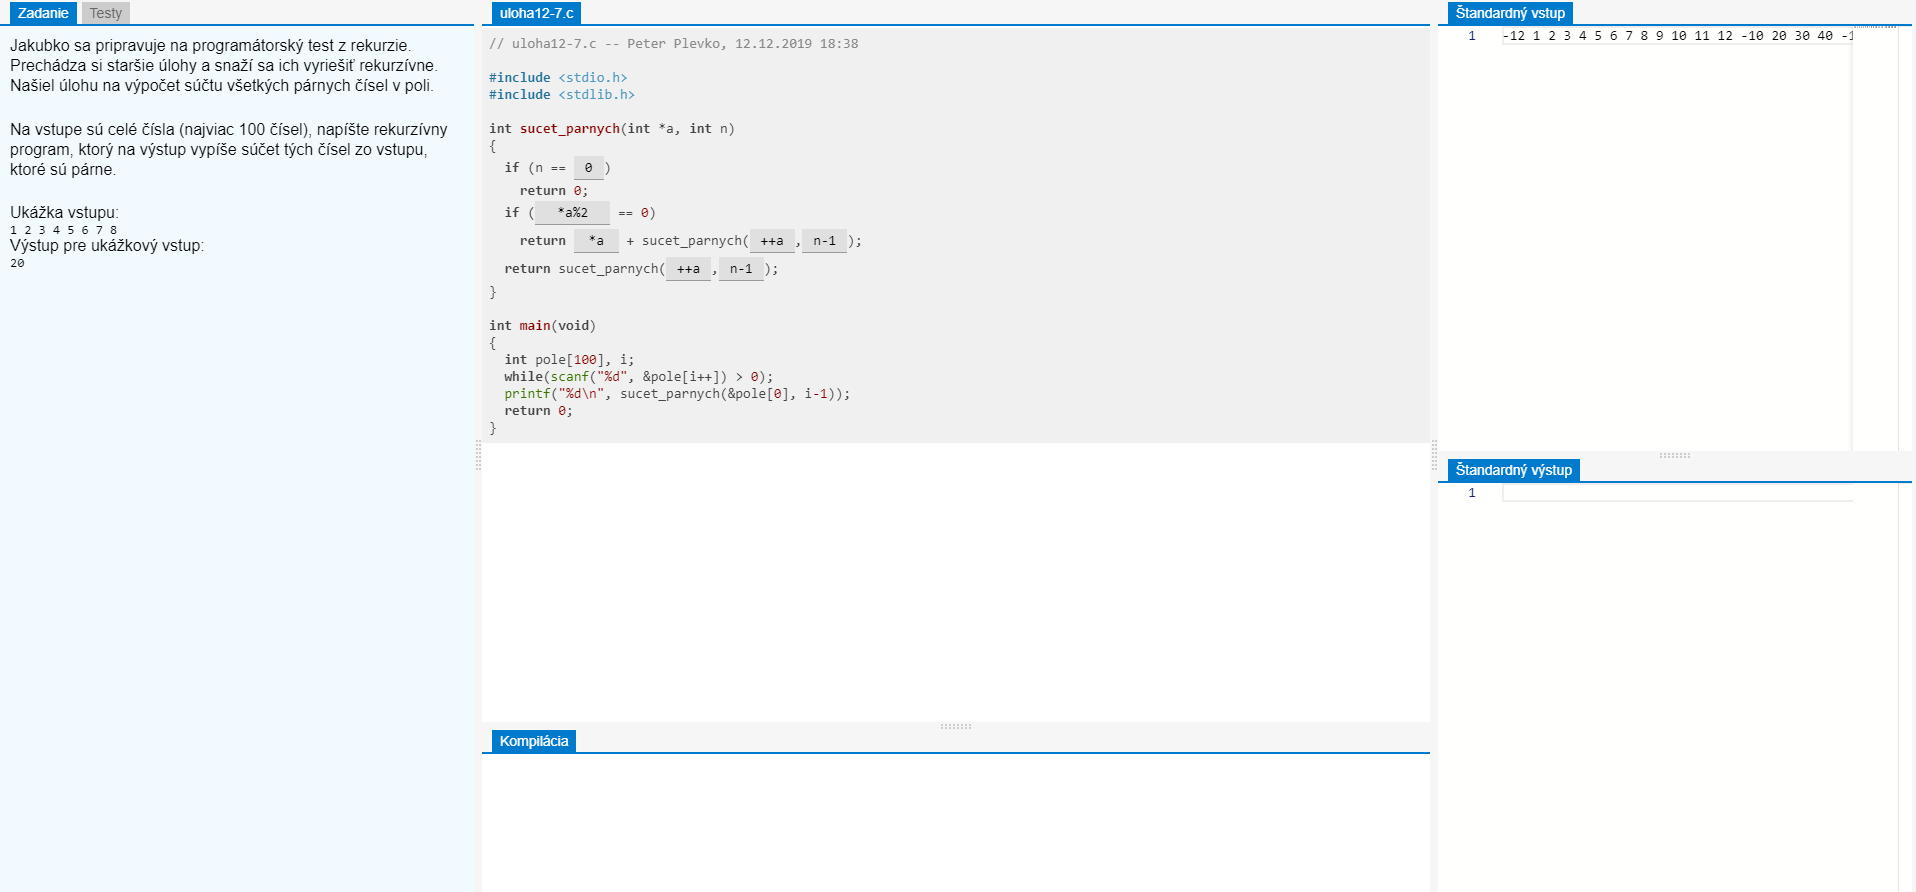 Zadanie Testy
Jakubko sa pripravuje na programátorský test z rekurzie.
Prechádza si staršie úlohy a snaží sa ich vyriešiť rekurzívne.
Našiel úlohu na výpočet súčtu všetkých párnych čísel v poli.
Na vstupe sú celé čísla (najviac 100 čísel), napíšte rekurzívny
program, ktorý na výstup vypíše súčet tých čísel zo vstupu,
ktoré sú párne.
Ukážka vstupu:
1 2 3 4 5 6 7 8
Výstup pre ukážkový vstup:
20
uloha12-7.c
// uloha12-7.c -- Peter Plevko, 12.12.2019 18:38
#include <stdio.h>
#include <stdlib.h>
int sucet_parnych(int *a, int n)
{
if (n == 0 )
return 0;
if ( *a%2 == 0)
return *a + sucet_parnych( ++a , n-1 );
return sucet_parnych( ++a , n-1 );
}
int main(void)
{
int pole[100], i;
while(scanf("%d", &pole[i++]) > 0);
printf("%d\n", sucet_parnych(&pole[0], i-1));
return 0;
}
Kompilácia
Štandardný vstup
1 -12 1 2 3 4 5 6 7 8 9 10 11 12 -10 20 30 40 -1
Štandardný výstup
1